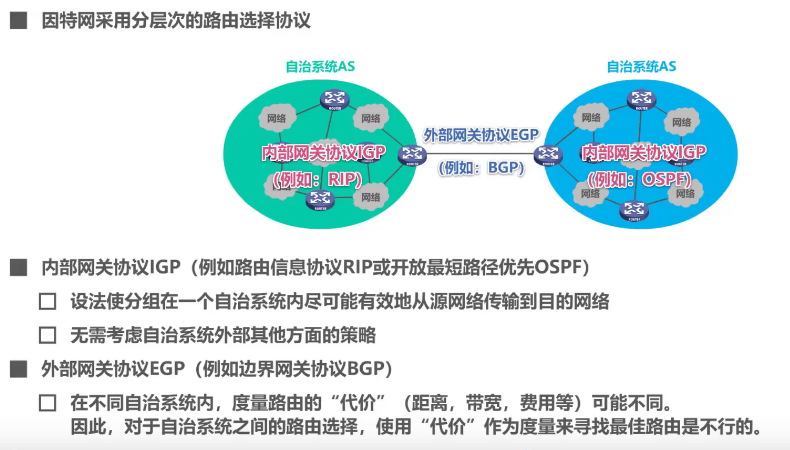 因特网采用分层次的路由选择协议
自治系统AS
自治系统AS
网络
网络
网络
网络
外部网关协议EGP
(例如：BGP)
内部网关协议IGP
(例如：RIP)
内部网关协议IGP
(例如：OSPF)
网络
网络
网络
网络
ROUTER
ROUTER
ROUTER
ROUTER
ROUTER
ROUTER
内部网关协议IGP（例如路由信息协议RIP或开放最短路径优先OSPF）
设法使分组在一个自治系统内尽可能有效地从源网络传输到目的网络
无需考虑自治系统外部其他方面的策略
外部网关协议EGP（例如边界网关协议BGP）
在不同自治系统内，度量路由的“代价”（距离，带宽，费用等）可能不同。
因此，对于自治系统之间的路由选择，使用“代价”作为度量来寻找最佳路由是不行的。